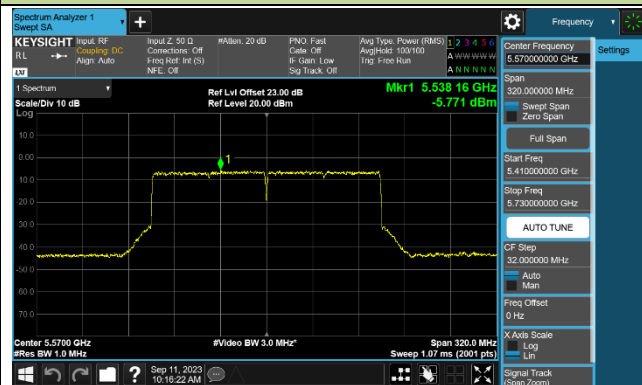 Spectrum Analyzer 1
Swept SA
Frequency
KEYSIGHT
RL
Input: RF
Coupling: DC
Align: Auto
Input Z: 50 Ω
Corrections: Off
Freq Ref: Int (S)
NFE: Off
#Atten: 20 dB
PNO: Fast
Gate: Off
IF Gain: Low
Sig Track: Off
Avg Type: Power (RMS)
Avg|Hold: 100/100
Trig: Free Run
1 2 3 4 5 6
A W W W W W
A N N N N N
1 Spectrum
Scale/Div 10 dB
Log
Ref Lvl Offset 23.00 dB
Ref Level 20.00 dBm
Mkr1 5.538 16 GHz
-5.771 dBm
1
10.0
0.00
-10.0
-20.0
-30.0
-40.0
-50.0
-60.0
-70.0
Center 5.5700 GHz
#Res BW 1.0 MHz
#Video BW 3.0 MHz*
Span 320.0 MHz
Sweep 1.07 ms (2001 pts)
Sep 11, 2023
10:16:22 AM
Center Frequency
5.570000000 GHz
Span
320.000000 MHz
Swept Span
Zero Span
Full Span
Start Freq
5.410000000 GHz
Stop Freq
5.730000000 GHz
AUTO TUNE
CF Step
32.000000 MHz
Auto
Man
Freq Offset
0 Hz
X Axis Scale
Log
Lin
Signal Track
(Span Zoom)
Settings